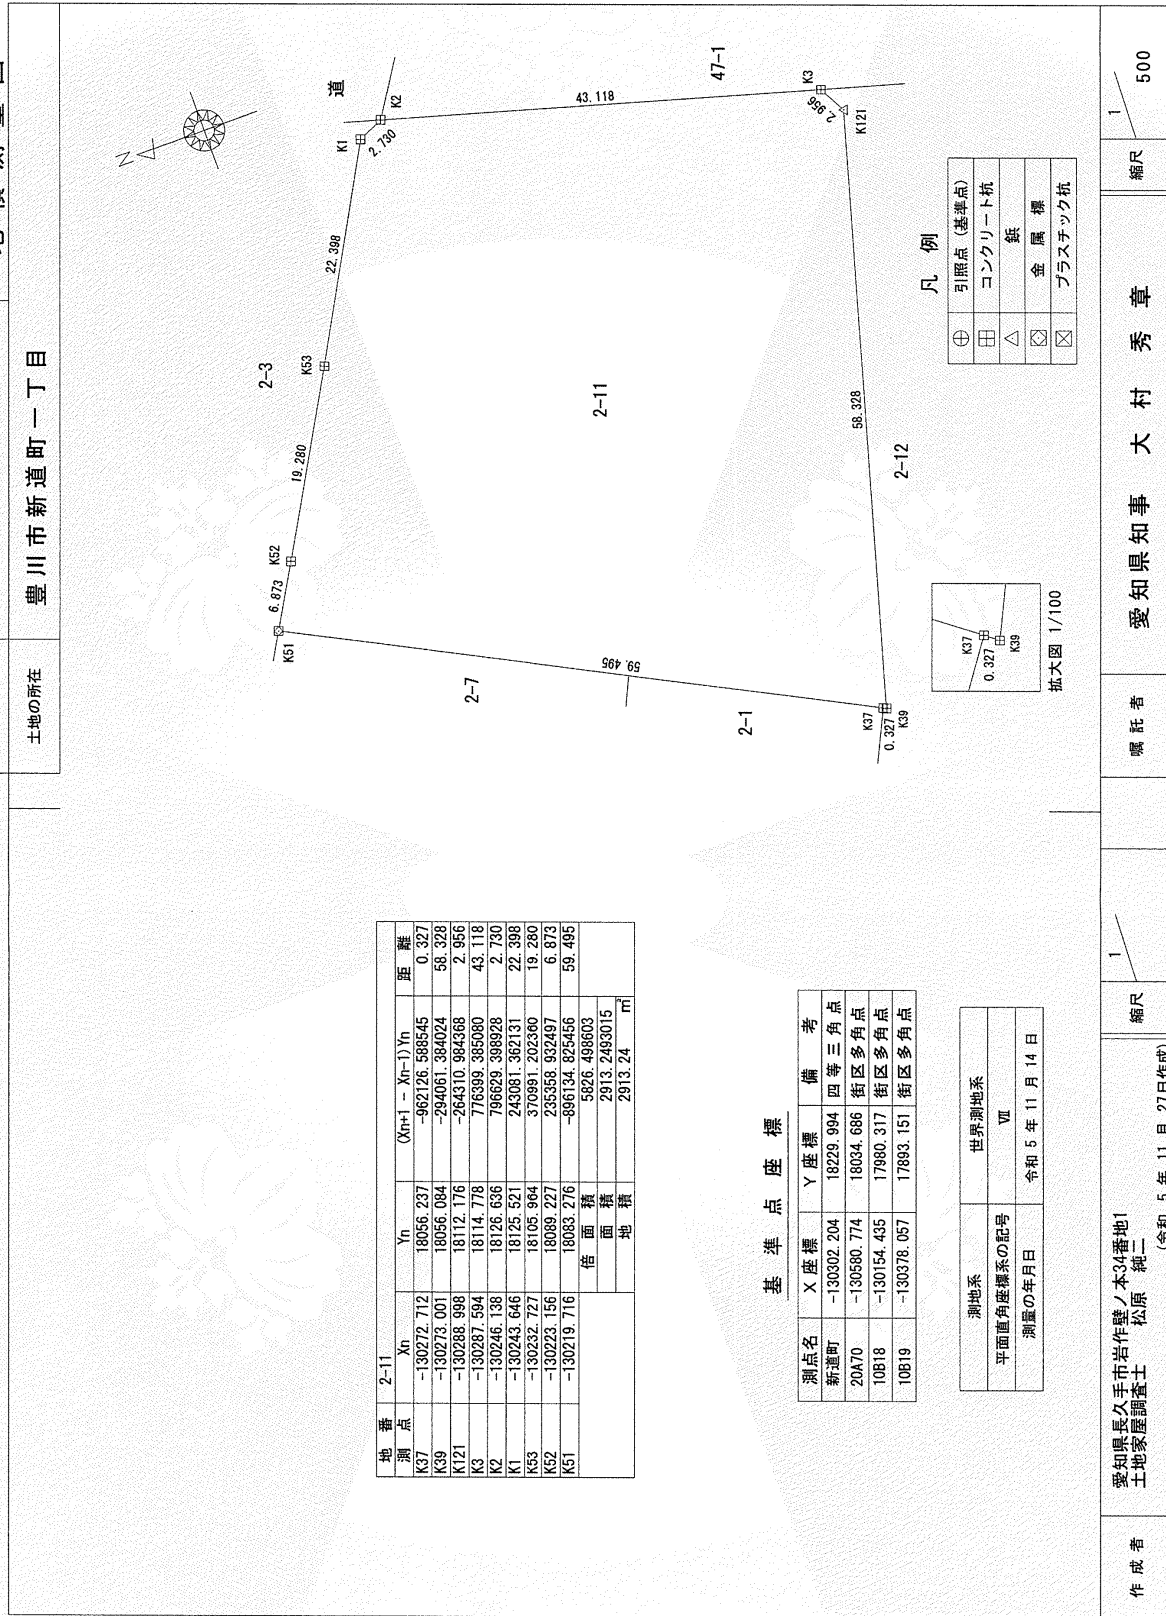 土地の所在 豊川市新道町一丁目
地番 2-11
測点 Xn Yn (Xn+1 - Xn-1)Yn 距離
K37 -130272.712 18056.237 -962126.588545 0.327
K39 -130273.001 18056.084 -294061.384024 58.328
K121 -130288.998 18112.176 -264310.984368 2.956
K3 -130287.594 18114.778 776399.385080 43.118
K2 -130246.138 18126.636 796629.398928 2.730
K1 -130243.646 18125.521 243081.362131 22.398
K53 -130232.727 18105.964 370991.202360 19.280
K52 -130223.156 18089.227 235358.932497 6.873
K51 -130219.716 18083.276 -896134.825456 59.495
倍面積 5826.498603
面積 2913.2493015
地積 2913.24 ㎡
基準点座標
測点名 X座標 Y座標 備考
新道町 -130302.204 18229.994 四等三角点
20A70 -130580.774 18034.686 街区多角点
10B18 -130154.435 17980.317 街区多角点
10B19 -130378.057 17893.151 街区多角点
測地系 世界測地系
平面直角座標系の記号 Ⅶ
測量の年月日 令和5年11月14日
N
道
K1
2.730
K2
43.118
47-1
K3
2.956
K121
22.398
2-3
K53
19.280
K52
6.873
K51
2-11
58.328
2-12
59.495
2-7
2-1
K37
0.327
K39
K37
0.327
K39
拡大図 1/100
凡例
引照点(基準点)
コンクリート杭
鋲
金属標
プラスチック杭
作成者
愛知県長久手市岩作壁ノ本34番地1
土地家屋調査士 松原 純二
(令和 5年 11月 27日作成)
縮尺 1
嘱託者 愛知県知事 大村秀章
縮尺 1/500